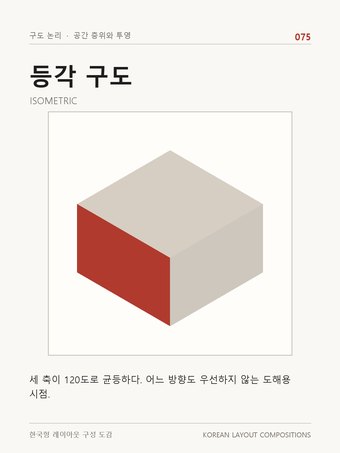 구도 논리 · 공간 층위와 투영
075
등각 구도
ISOMETRIC
세 축이 120도로 균등하다. 어느 방향도 우선하지 않는 도해용
시점.
한국형 레이아웃 구성 도감
KOREAN LAYOUT COMPOSITIONS